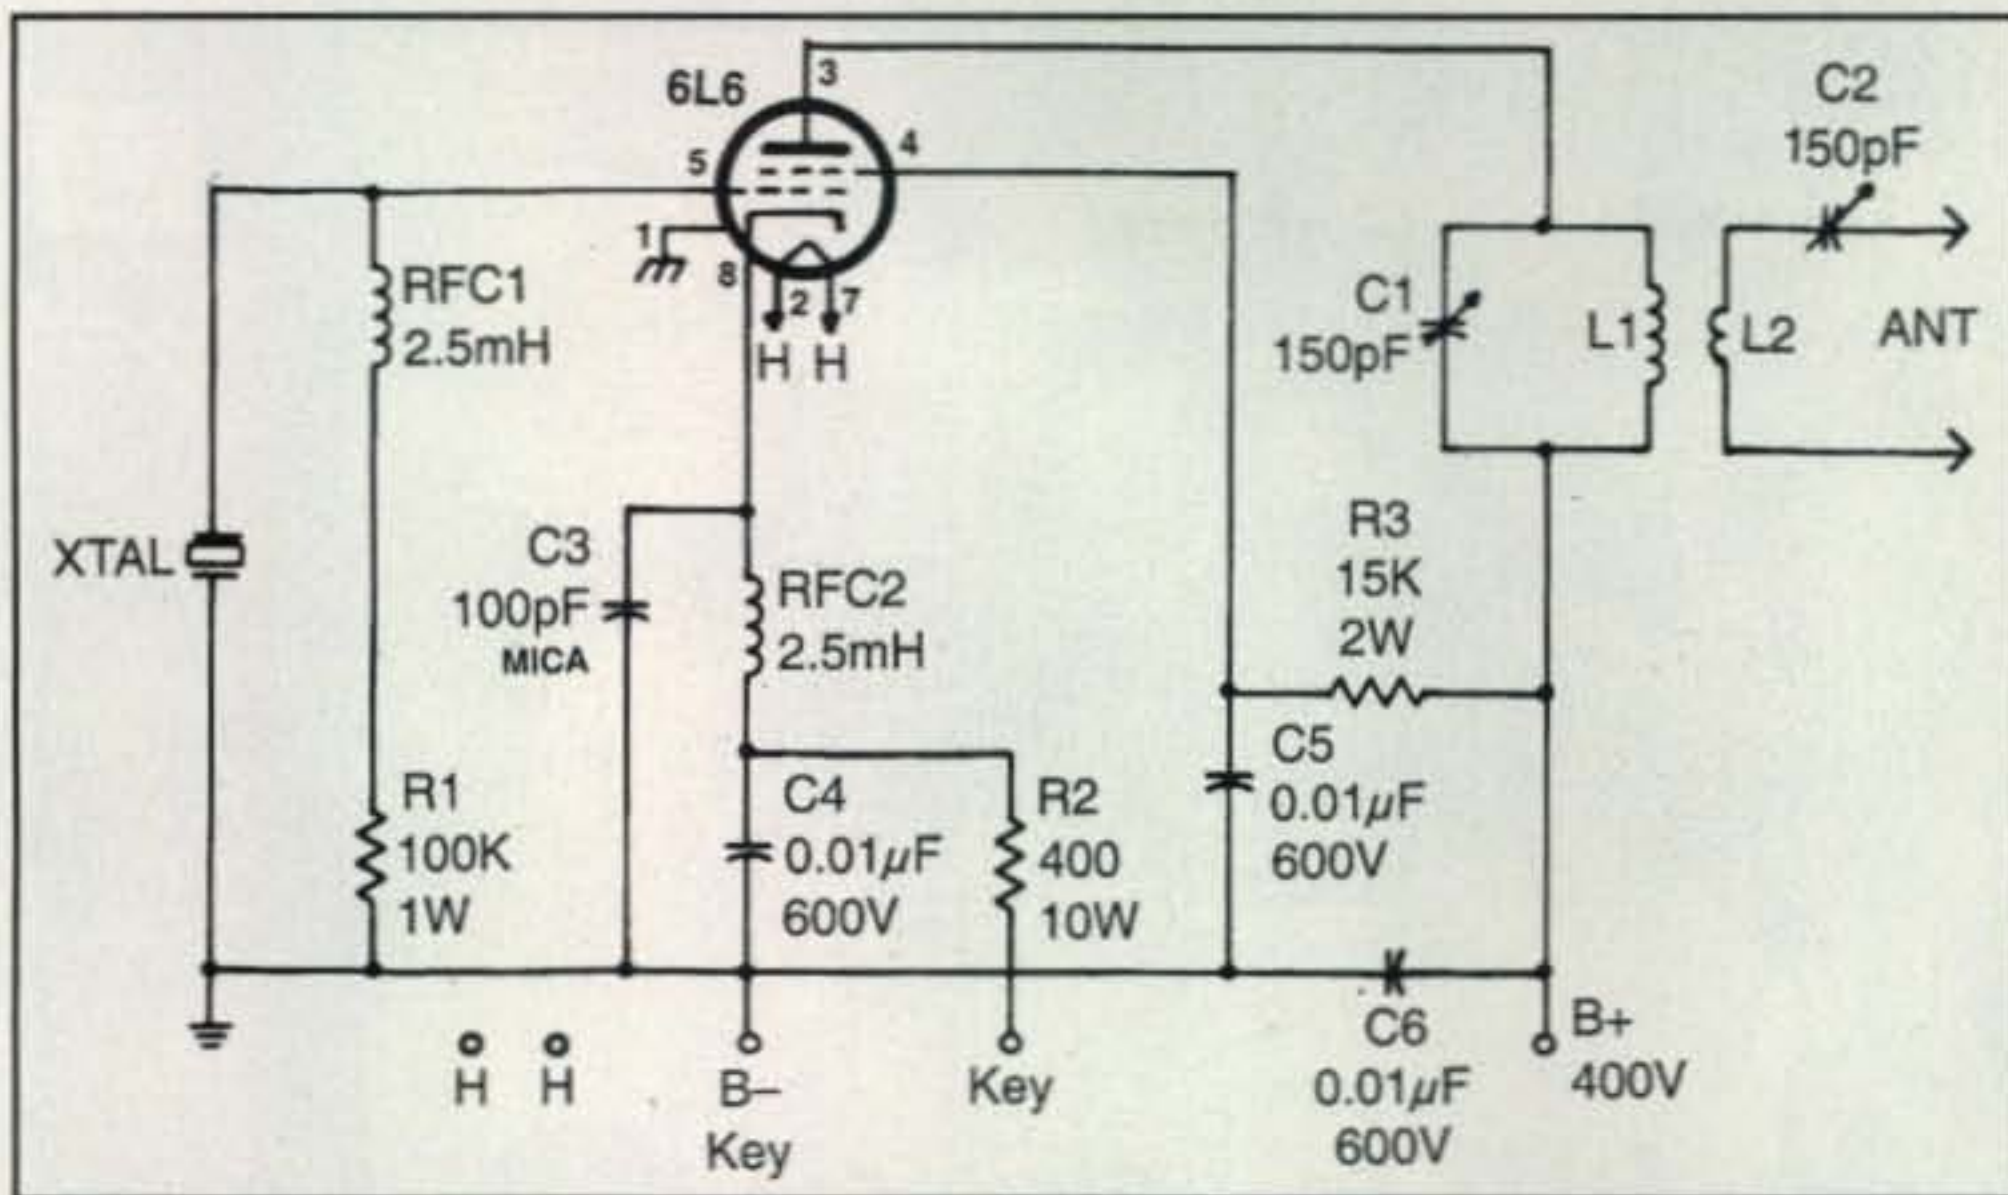 6L6
3
4
5
1
8
2
7
H H
C2
150pF
RFC1
2.5mH
C1
150pF
L1
L2
ANT
XTAL
C3
100pF
MICA
RFC2
2.5mH
R3
15K
2W
R1
100K
1W
C4
0.01µF
600V
R2
400
10W
C5
0.01µF
600V
H H
B–
Key
Key
C6
0.01µF
600V
B+
400V